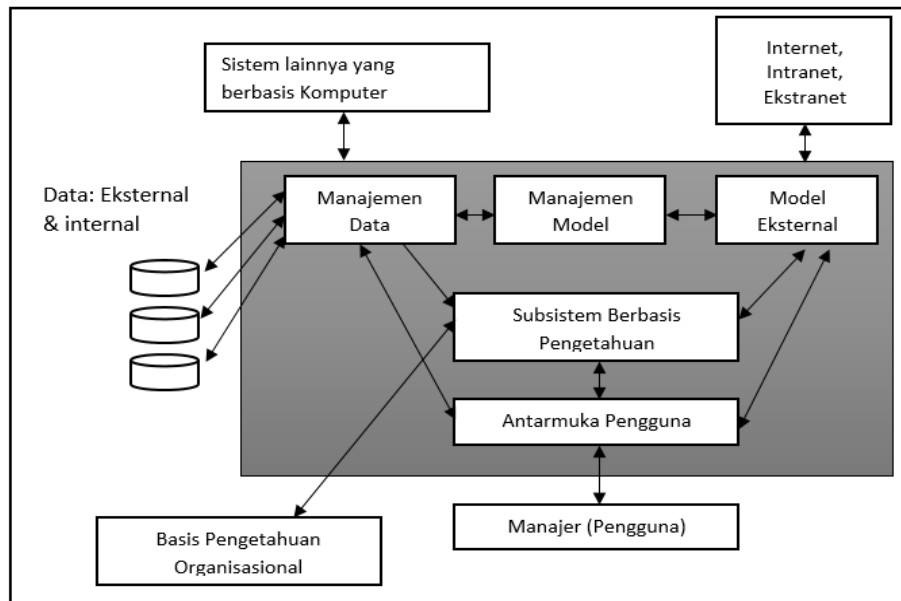 Sistem lainnya yang
berbasis Komputer
Internet,
Intranet,
Ekstranet
Data: Eksternal
& internal
Manajemen
Data
Manajemen
Model
Model
Eksternal
Subsistem Berbasis
Pengetahuan
Antarmuka Pengguna
Manajer (Pengguna)
Basis Pengetahuan
Organisasional